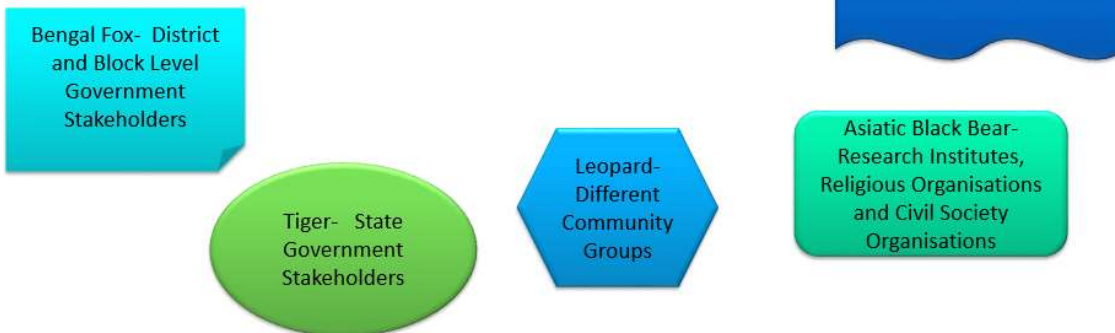 Bengal Fox- District
and Block Level
Government
Stakeholders
Tiger- State
Government
Stakeholders
Leopard-
Different
Community
Groups
Asiatic Black Bear-
Research Institutes,
Religious Organisations
and Civil Society
Organisations